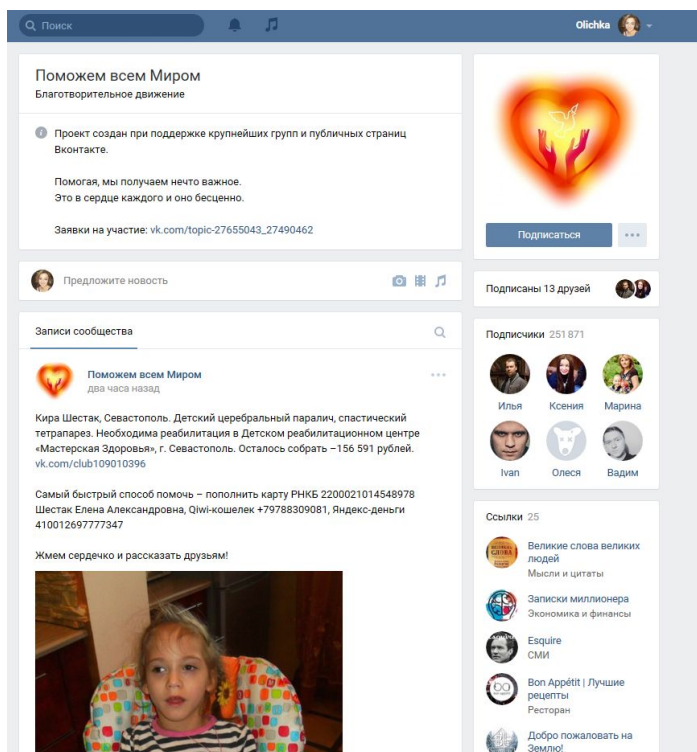 Поиск
Olichka
Поможем всем Миром
Благотворительное движение
Проект создан при поддержке крупнейших групп и публичных страниц
Вконтакте.
Помогая, мы получаем нечто важное.
Это в сердце каждого и оно бесценно.
Заявки на участие: vk.com/topic-27655043_27490462
Предложите новость
Записи сообщества
Поможем всем Миром
два часа назад
Кира Шестак, Севастополь. Детский церебральный паралич, спастический
тетрапарез. Необходима реабилитация в Детском реабилитационном центре
«Мастерская Здоровья», г. Севастополь. Осталось собрать –156 591 рублей.
vk.com/club109010396
Самый быстрый способ помочь – пополнить карту РНКБ 2200021014548978
Шестак Елена Александровна, Qiwi-кошелек +79788309081, Яндекс-деньги
410012697777347
Жмем сердечко и рассказать друзьям!
Подписаться
Подписаны 13 друзей
Подписчики 251 871
Илья
Ксения
Марина
Ivan
Олеся
Вадим
Ссылки 25
Великие слова великих
людей
Мысли и цитаты
Записки миллионера
Экономика и финансы
Esquire
СМИ
Bon Appétit | Лучшие
рецепты
Ресторан
Добро пожаловать на
Землю!